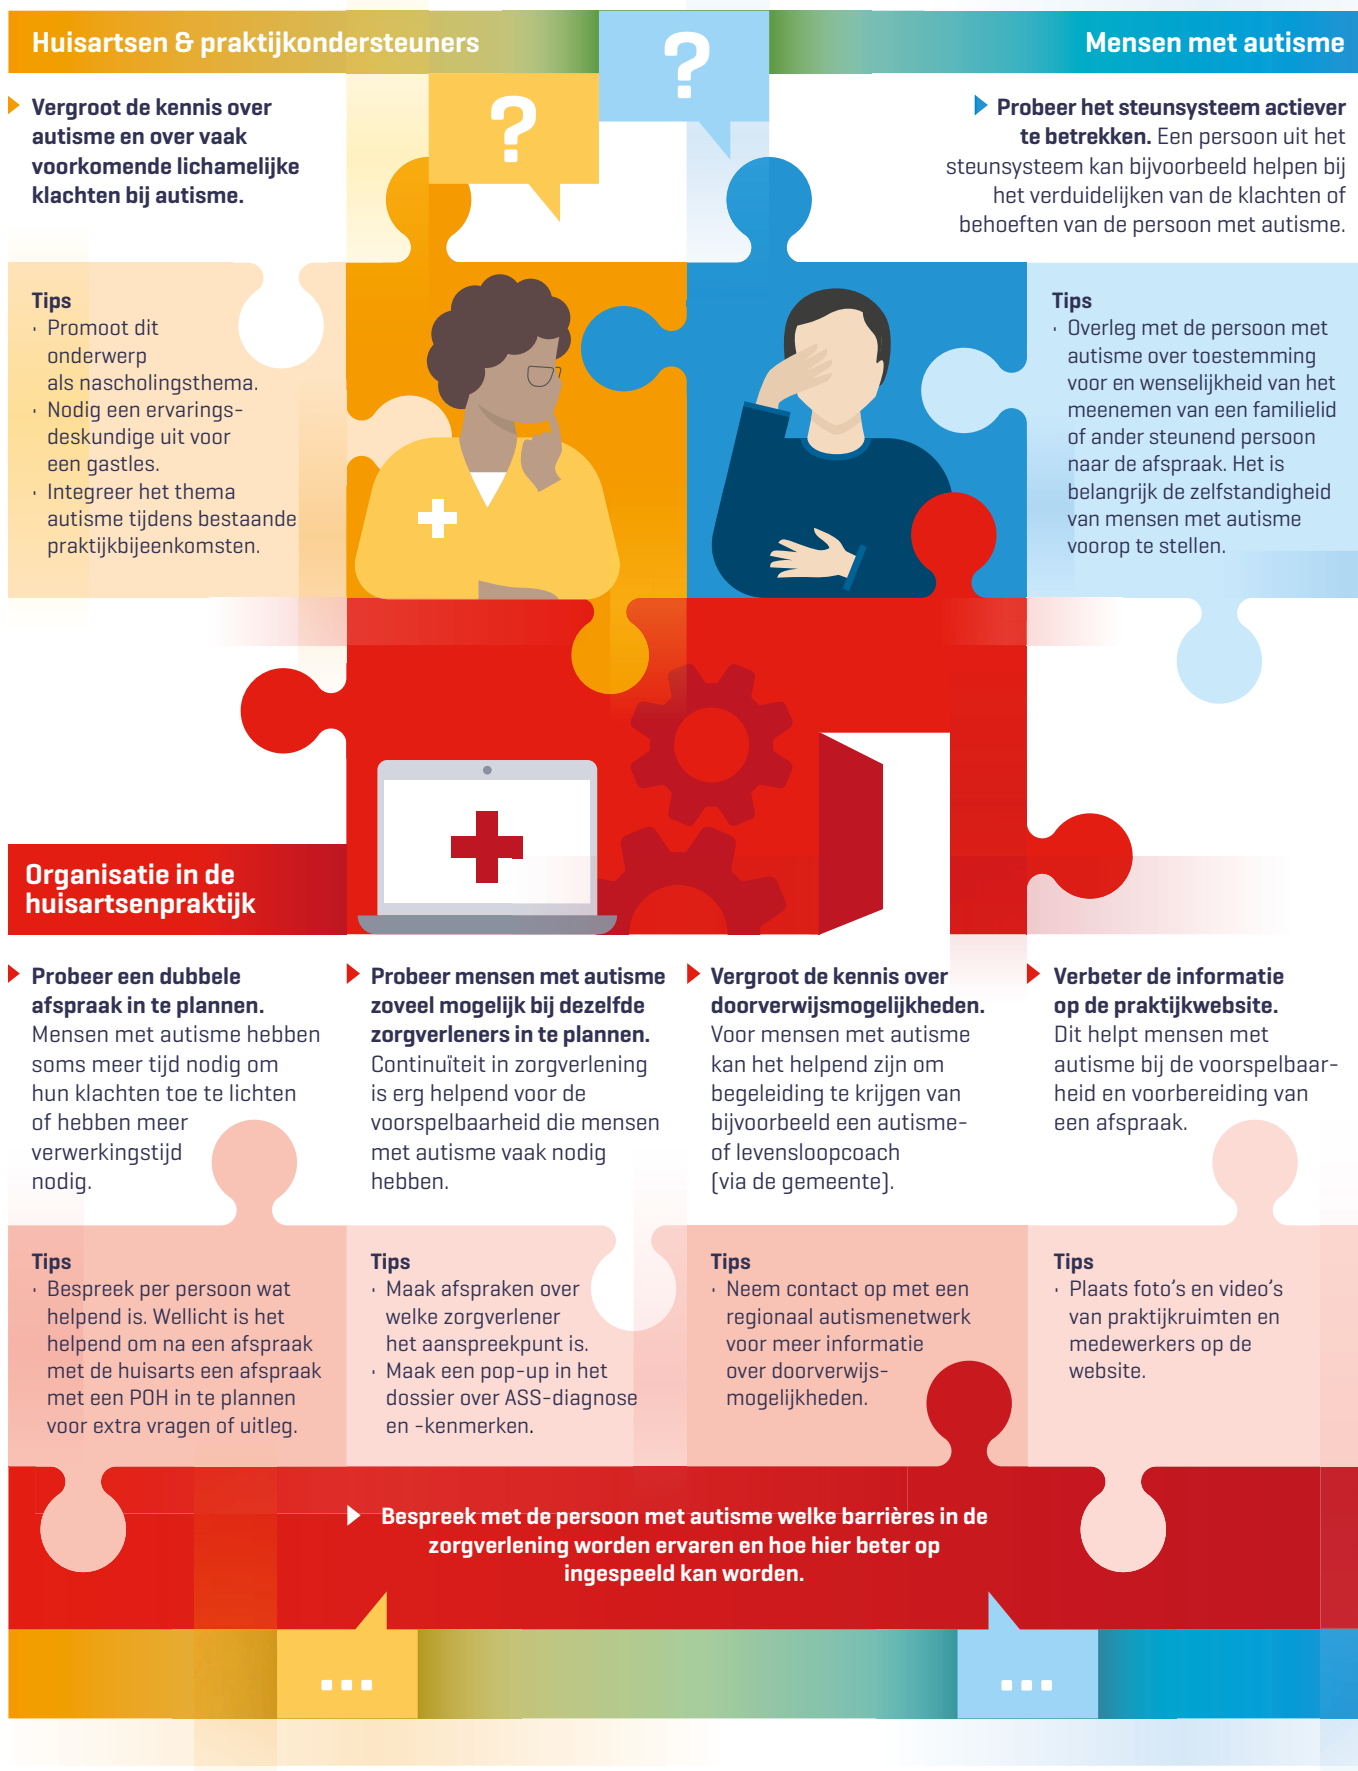 Huisartsen & praktijkondersteuners
Vergroot de kennis over
autisme en over vaak
voorkomende lichamelijke
klachten bij autisme.
Tips
· Promoot dit
onderwerp
als nascholingsthema.
· Nodig een ervarings-
deskundige uit voor
een gastles.
· Integreer het thema
autisme tijdens bestaande
praktijkbijeenkomsten.
?
?
Mensen met autisme
Probeer het steunsysteem actiever
te betrekken. Een persoon uit het
steunsysteem kan bijvoorbeeld helpen bij
het verduidelijken van de klachten of
behoeften van de persoon met autisme.
Tips
· Overleg met de persoon met
autisme over toestemming
voor en wenselijkheid van het
meenemen van een familielid
of ander steunend persoon
naar de afspraak. Het is
belangrijk de zelfstandigheid
van mensen met autisme
voorop te stellen.
Organisatie in de
huisartsenpraktijk
Probeer een dubbele
afspraak in te plannen.
Mensen met autisme hebben
soms meer tijd nodig om
hun klachten toe te lichten
of hebben meer
verwerkingstijd
nodig.
Tips
· Bespreek per persoon wat
helpend is. Wellicht is het
helpend om na een afspraak
met de huisarts een afspraak
met een POH in te plannen
voor extra vragen of uitleg.
Probeer mensen met autisme
zoveel mogelijk bij dezelfde
zorgverleners in te plannen.
Continuïteit in zorgverlening
is erg helpend voor de
voorspelbaarheid die mensen
met autisme vaak nodig
hebben.
Tips
· Maak afspraken over
welke zorgverlener
het aanspreekpunt is.
· Maak een pop-up in het
dossier over ASS-diagnose
en -kenmerken.
Vergroot de kennis over
doorverwijsmogelijkheden.
Voor mensen met autisme
kan het helpend zijn om
begeleiding te krijgen van
bijvoorbeeld een autisme-
of levensloopcoach
(via de gemeente).
Tips
· Neem contact op met een
regionaal autismenetwerk
voor meer informatie
over doorverwijs-
mogelijkheden.
Verbeter de informatie
op de praktijkwebsite.
Dit helpt mensen met
autisme bij de voorspelbaar-
heid en voorbereiding van
een afspraak.
Tips
· Plaats foto's en video's
van praktijkruimten en
medewerkers op de
website.
Bespreek met de persoon met autisme welke barrières in de
zorgverlening worden ervaren en hoe hier beter op
ingespeeld kan worden.
...
...